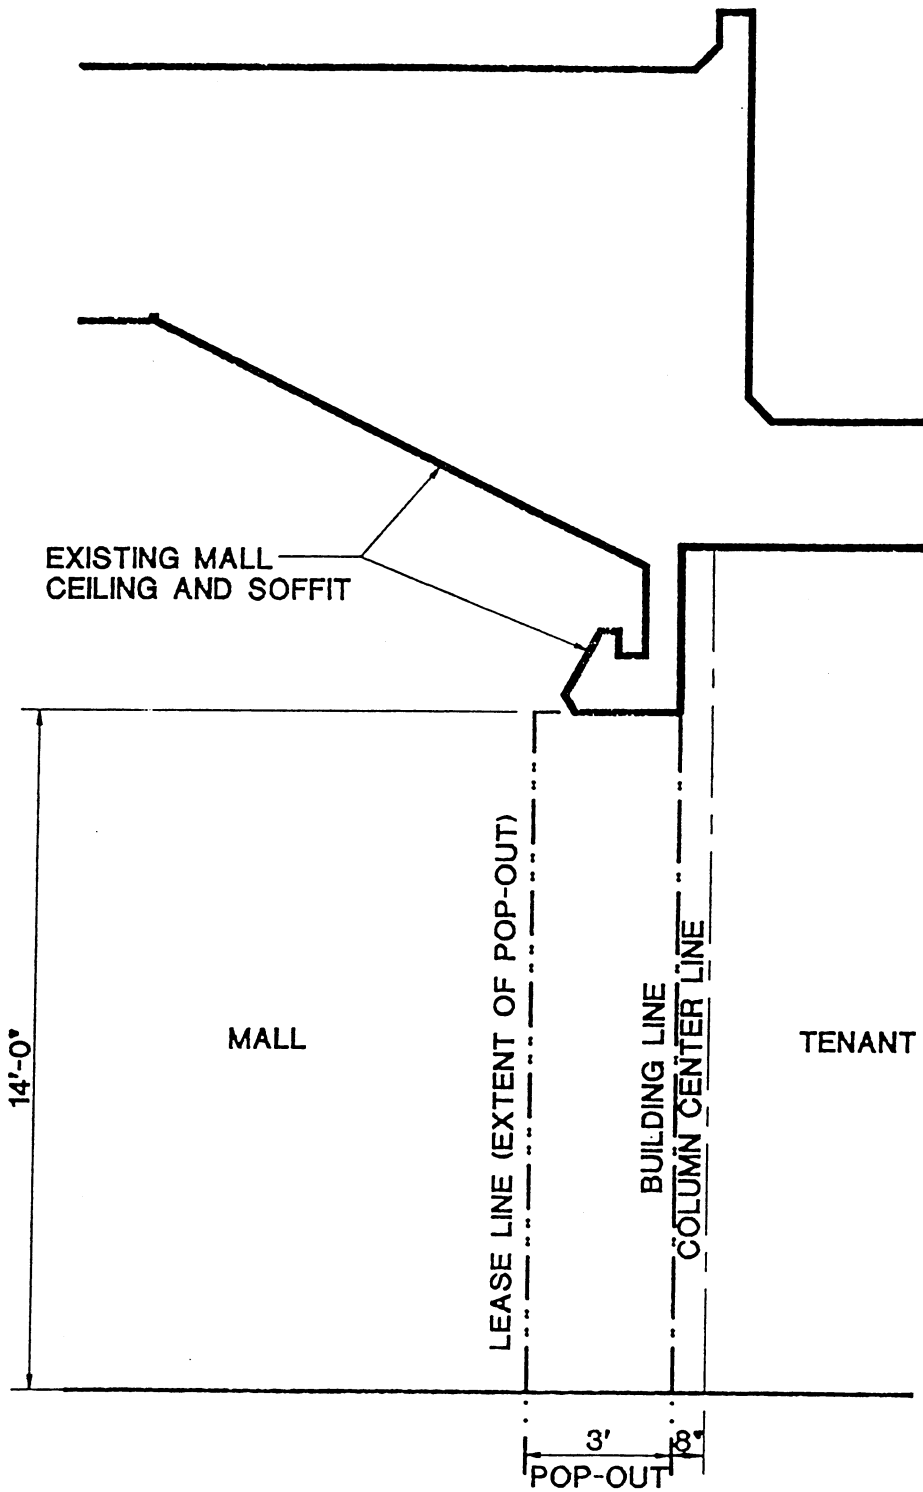 EXISTING MALL
CEILING AND SOFFIT
LEASE LINE (EXTENT OF POP-OUT)
BUILDING LINE
COLUMN CENTER LINE
MALL
TENANT
14'-0"
3'
8"
POP-OUT